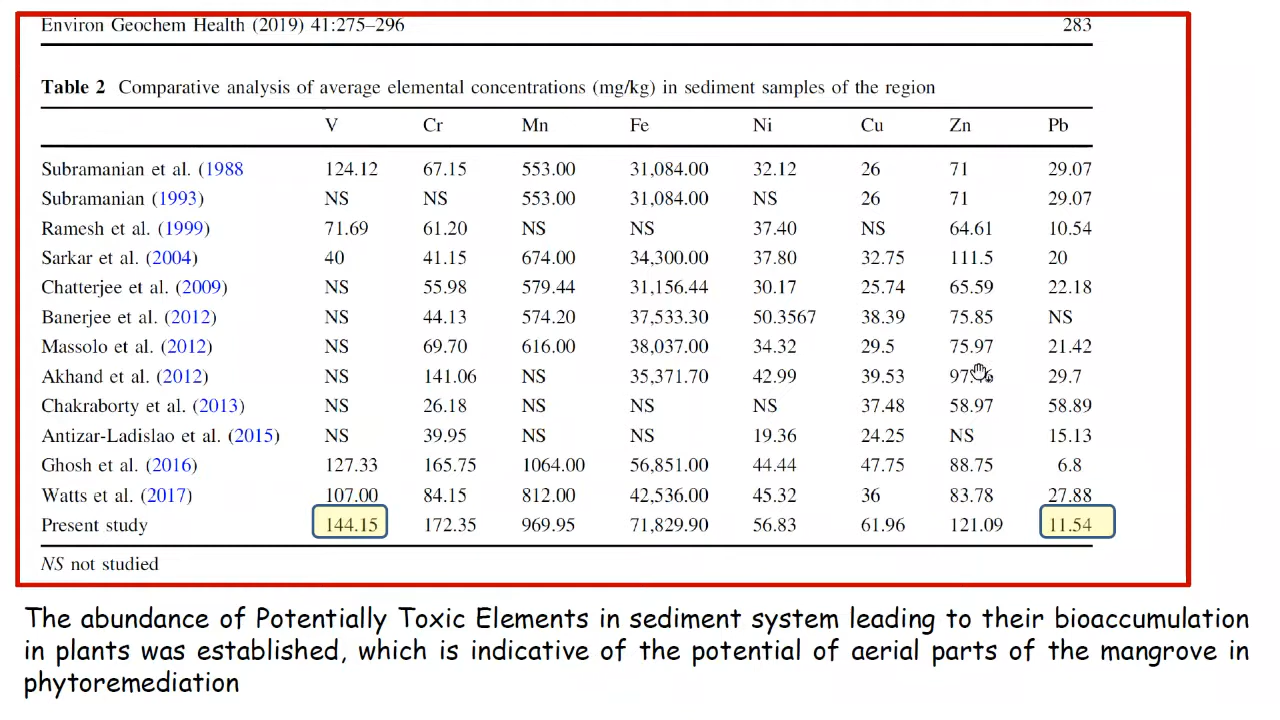 Environ Geochem Health (2019) 41:275–296 283
Table 2 Comparative analysis of average elemental concentrations (mg/kg) in sediment samples of the region
V Cr Mn Fe Ni Cu Zn Pb
Subramanian et al. (1988 124.12 67.15 553.00 31,084.00 32.12 26 71 29.07
Subramanian (1993) NS NS 553.00 31,084.00 NS 26 71 29.07
Ramesh et al. (1999) 71.69 61.20 NS NS 37.40 NS 64.61 10.54
Sarkar et al. (2004) 40 41.15 674.00 34,300.00 37.80 32.75 111.5 20
Chatterjee et al. (2009) NS 55.98 579.44 31,156.44 30.17 25.74 65.59 22.18
Banerjee et al. (2012) NS 44.13 574.20 37,533.30 50.3567 38.39 75.85 NS
Massolo et al. (2012) NS 69.70 616.00 38,037.00 34.32 29.5 75.97 21.42
Akhand et al. (2012) NS 141.06 NS 35,371.70 42.99 39.53 29.7
Chakraborty et al. (2013) NS 26.18 NS NS NS 37.48 58.97 58.89
Antizar-Ladislao et al. (2015) NS 39.95 NS NS 19.36 24.25 NS 15.13
Ghosh et al. (2016) 127.33 165.75 1064.00 56,851.00 44.44 47.75 88.75 6.8
Watts et al. (2017) 107.00 84.15 812.00 42,536.00 45.32 36 83.78 27.88
Present study 144.15 172.35 969.95 71,829.90 56.83 61.96 121.09 11.54
NS not studied
The abundance of Potentially Toxic Elements in sediment system leading to their bioaccumulation
in plants was established, which is indicative of the potential of aerial parts of the mangrove in
phytoremediation